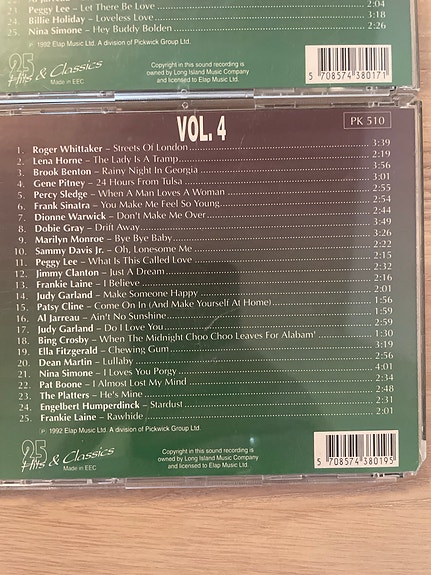 23. Peggy Lee – Let There Be Love 2:04
24. Billie Holiday – Loveless Love 3:18
25. Nina Simone – Hey Buddy Bolden 2:26
℗ 1992 Elap Music Ltd. A division of Pickwick Group Ltd.
25
Hits & Classics
Made in EEC
Copyright in this sound recording is
owned by Long Island Music Company
and licensed to Elap Music Ltd.
5 708574 380171
VOL. 4
PK 510
1. Roger Whittaker – Streets Of London 3:39
2. Lena Horne – The Lady Is A Tramp 2:19
3. Brook Benton – Rainy Night In Georgia 3:56
4. Gene Pitney – 24 Hours From Tulsa 3:01
5. Percy Sledge – When A Man Loves A Woman 2:55
6. Frank Sinatra – You Make Me Feel So Young 2:54
7. Dionne Warwick – Don't Make Me Over 2:44
8. Dobie Gray – Drift Away 3:49
9. Marilyn Monroe – Bye Bye Baby 3:26
10. Sammy Davis Jr. – Oh, Lonesome Me 2:22
11. Peggy Lee – What Is This Called Love 2:15
12. Jimmy Clanton – Just A Dream 2:32
13. Frankie Laine – I Believe 2:16
14. Judy Garland – Make Someone Happy 2:01
15. Patsy Cline – Come On In (And Make Yourself At Home) 1:56
16. Al Jarreau – Ain't No Sunshine 1:59
17. Judy Garland – Do I Love You 2:59
18. Bing Crosby – When The Midnight Choo Choo Leaves For Alabam' 1:30
19. Ella Fitzgerald – Chewing Gum 3:19
20. Dean Martin – Lullaby 2:56
21. Nina Simone – I Loves You Porgy 4:01
22. Pat Boone – I Almost Lost My Mind 2:34
23. The Platters – He's Mine 2:48
24. Engelbert Humperdinck – Stardust 2:31
25. Frankie Laine – Rawhide 2:01
℗ 1992 Elap Music Ltd. A division of Pickwick Group Ltd.
25
Hits & Classics
Made in EEC
Copyright in this sound recording is
owned by Long Island Music Company
and licensed to Elap Music Ltd.
5 708574 380195